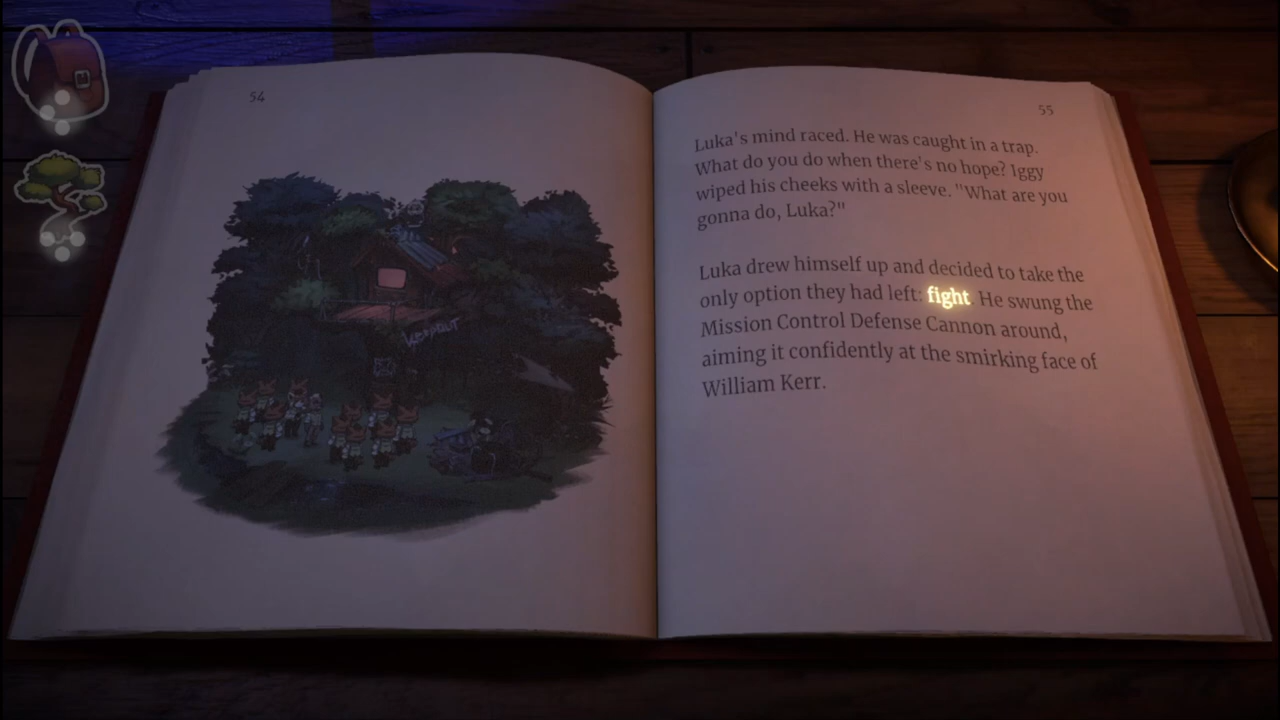 54
55
Luka's mind raced. He was caught in a trap.
What do you do when there's no hope? Iggy
wiped his cheeks with a sleeve. "What are you
gonna do, Luka?"
Luka drew himself up and decided to take the
only option they had left: fight. He swung the
Mission Control Defense Cannon around,
aiming it confidently at the smirking face of
William Kerr.